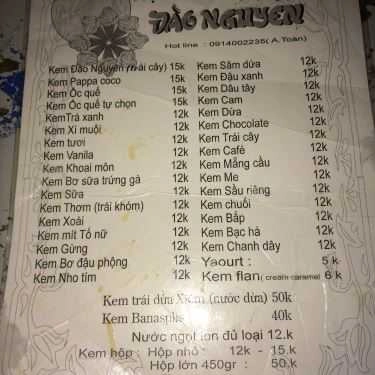 ĐÀO NGUYÊN
Hot line : 0914002235( A.Toàn)
Kem Đào Nguyên (Trái cây) 15k
Kem Pappa coco 15k
Kem Ốc quế 15k
Kem Ốc quế tự chọn 15k
KemTrà xanh 12k
Kem Xí muội 12k
Kem tươi 12k
Kem Vanila 12k
Kem Khoai môn 12k
Kem Bơ sữa trứng gà 12k
Kem Sữa 12k
Kem Thơm (trái khóm) 12k
Kem Xoài 12k
Kem mít Tố nữ 12k
Kem Gừng 12k
Kem Bơ đậu phộng 12k
Kem Nho tím 12k
Kem Sâm dứa 12k
Kem Đậu xanh 12k
Kem Dâu tây 12k
Kem Cam 12k
Kem Dừa 12k
Kem Chocolate 12k
Kem Trái cây 12k
Kem Cafê 12k
Kem Mãng cầu 12k
Kem Me 12k
Kem Sầu riêng 12k
Kem chuối 12k
Kem Bắp 12k
Kem Bạc hà 12k
Kem Chanh dây 12k
Yaourt : 5 k
Kem flan( cream caramel) 6 k
Kem trái dừa Xiêm (nước dừa) 50k
Kem Banasplis 40k
Nước ngọt lon đủ loại 12.k
Kem hộp : Hộp nhỏ : 12k - 15.k
Hộp lớn 450gr : 50.k